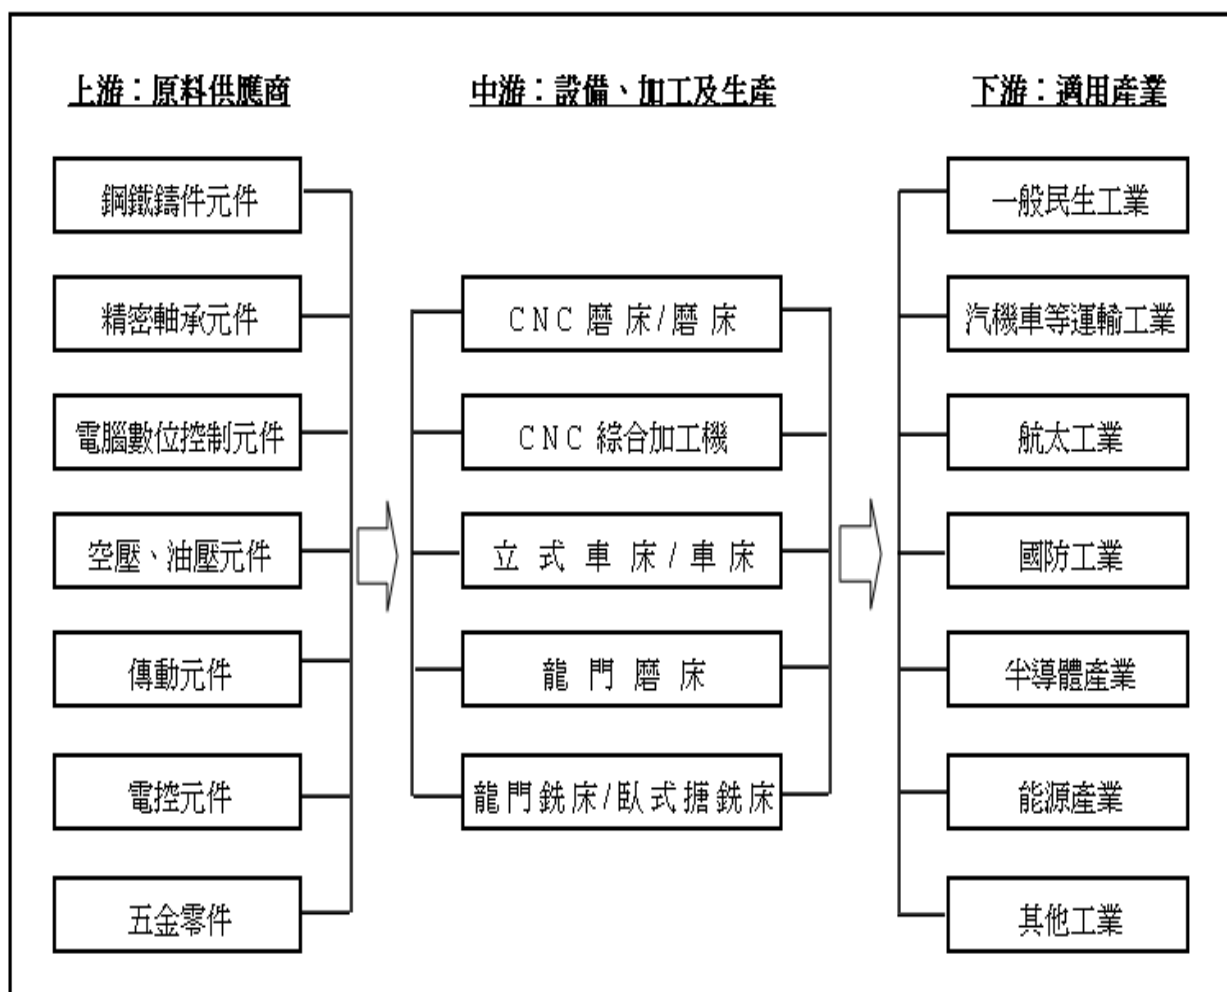 上游：原料供應商
鋼鐵鑄件元件
精密軸承元件
電腦數位控制元件
空壓、油壓元件
傳動元件
電控元件
五金零件
中游：設備、加工及生產
CNC 磨床/磨床
CNC 綜合加工機
立式車床/車床
龍門磨床
龍門銑床/臥式搪銑床
下游：適用產業
一般民生工業
汽機車等運輸工業
航太工業
國防工業
半導體產業
能源產業
其他工業